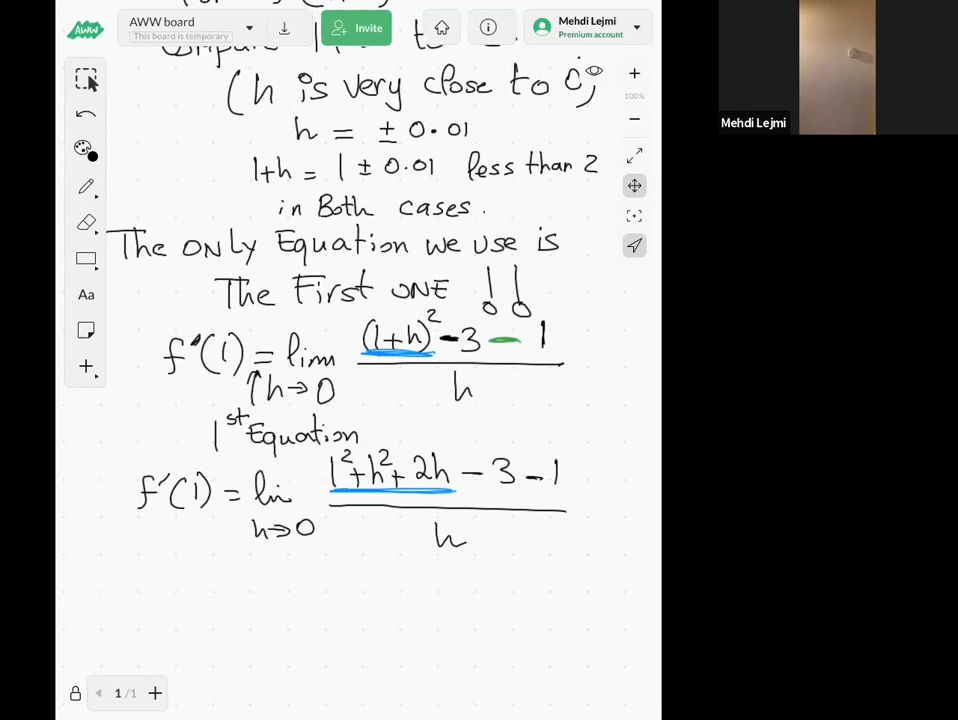 AWW board
This board is temporary
Invite
Mehdi Lejmi
Premium account
AWW
(h is very close to 0)
100%
h = ± 0.01
1+h = 1 ± 0.01 less than 2
in Both cases.
The ONLY Equation we use is
The First ONE !!
f'(1) = lim h→0 ((1+h)² - 3 - 1) / h
↑
1st Equation
f'(1) = lim h→0 (1² + h² + 2h - 3 - 1) / h
Aa
1 / 1
Mehdi Lejmi